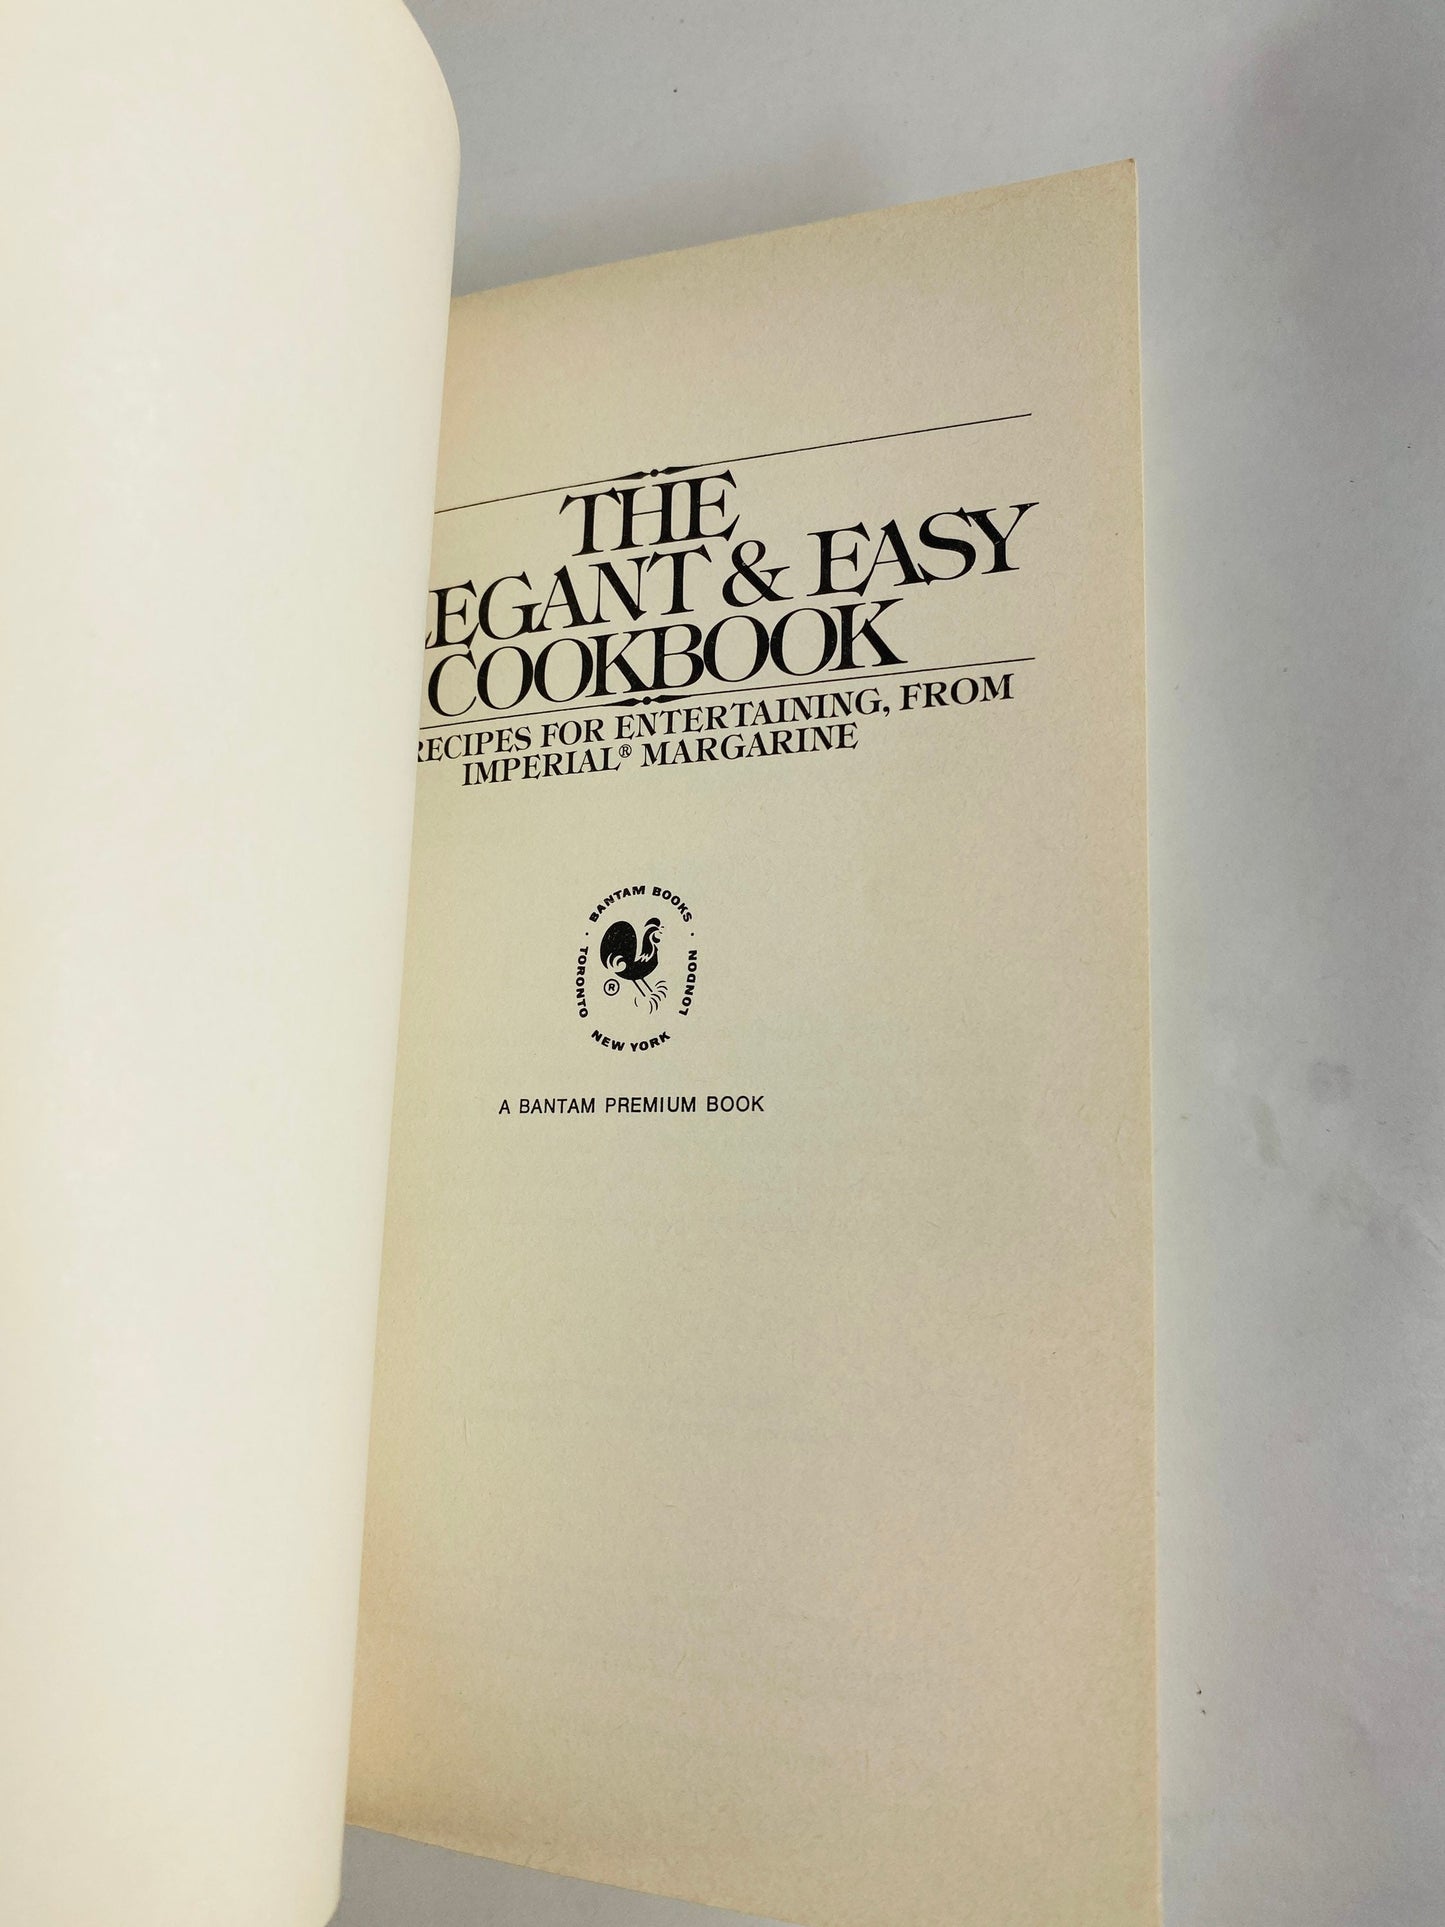 THE
LEGANT & EASY
COOKBOOK
RECIPES FOR ENTERTAINING, FROM
IMPERIAL® MARGARINE
BANTAM BOOKS
TORONTO · NEW YORK · LONDON
®
A BANTAM PREMIUM BOOK